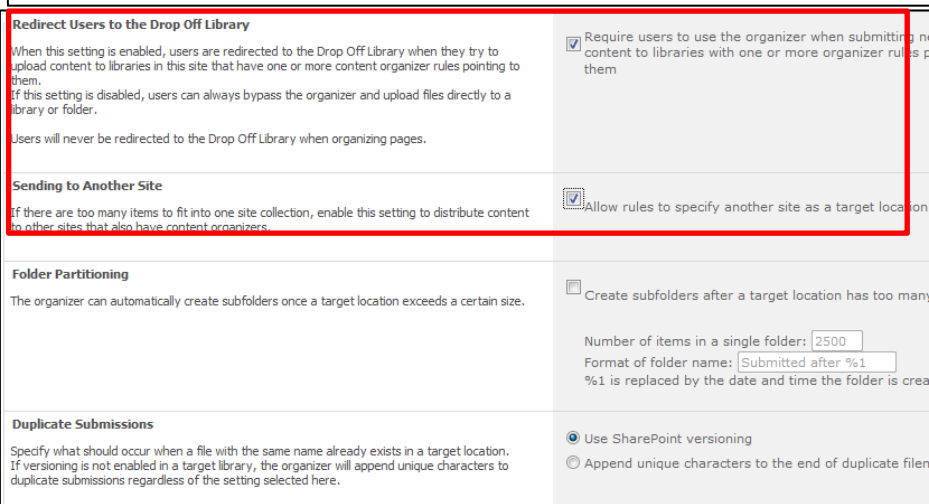 Redirect Users to the Drop Off Library
When this setting is enabled, users are redirected to the Drop Off Library when they try to
upload content to libraries in this site that have one or more content organizer rules pointing to
them.
If this setting is disabled, users can always bypass the organizer and upload files directly to a
library or folder.
Users will never be redirected to the Drop Off Library when organizing pages.
Require users to use the organizer when submitting
content to libraries with one or more organizer rules
them
Sending to Another Site
If there are too many items to fit into one site collection, enable this setting to distribute content
to other sites that also have content organizers.
Allow rules to specify another site as a target location
Folder Partitioning
The organizer can automatically create subfolders once a target location exceeds a certain size.
Create subfolders after a target location has too many
Number of items in a single folder: 2500
Format of folder name: Submitted after %1
%1 is replaced by the date and time the folder is
Duplicate Submissions
Specify what should occur when a file with the same name already exists in a target location.
If versioning is not enabled in a target library, the organizer will append unique characters to
duplicate submissions regardless of the setting selected here.
Use SharePoint versioning
Append unique characters to the end of duplicate